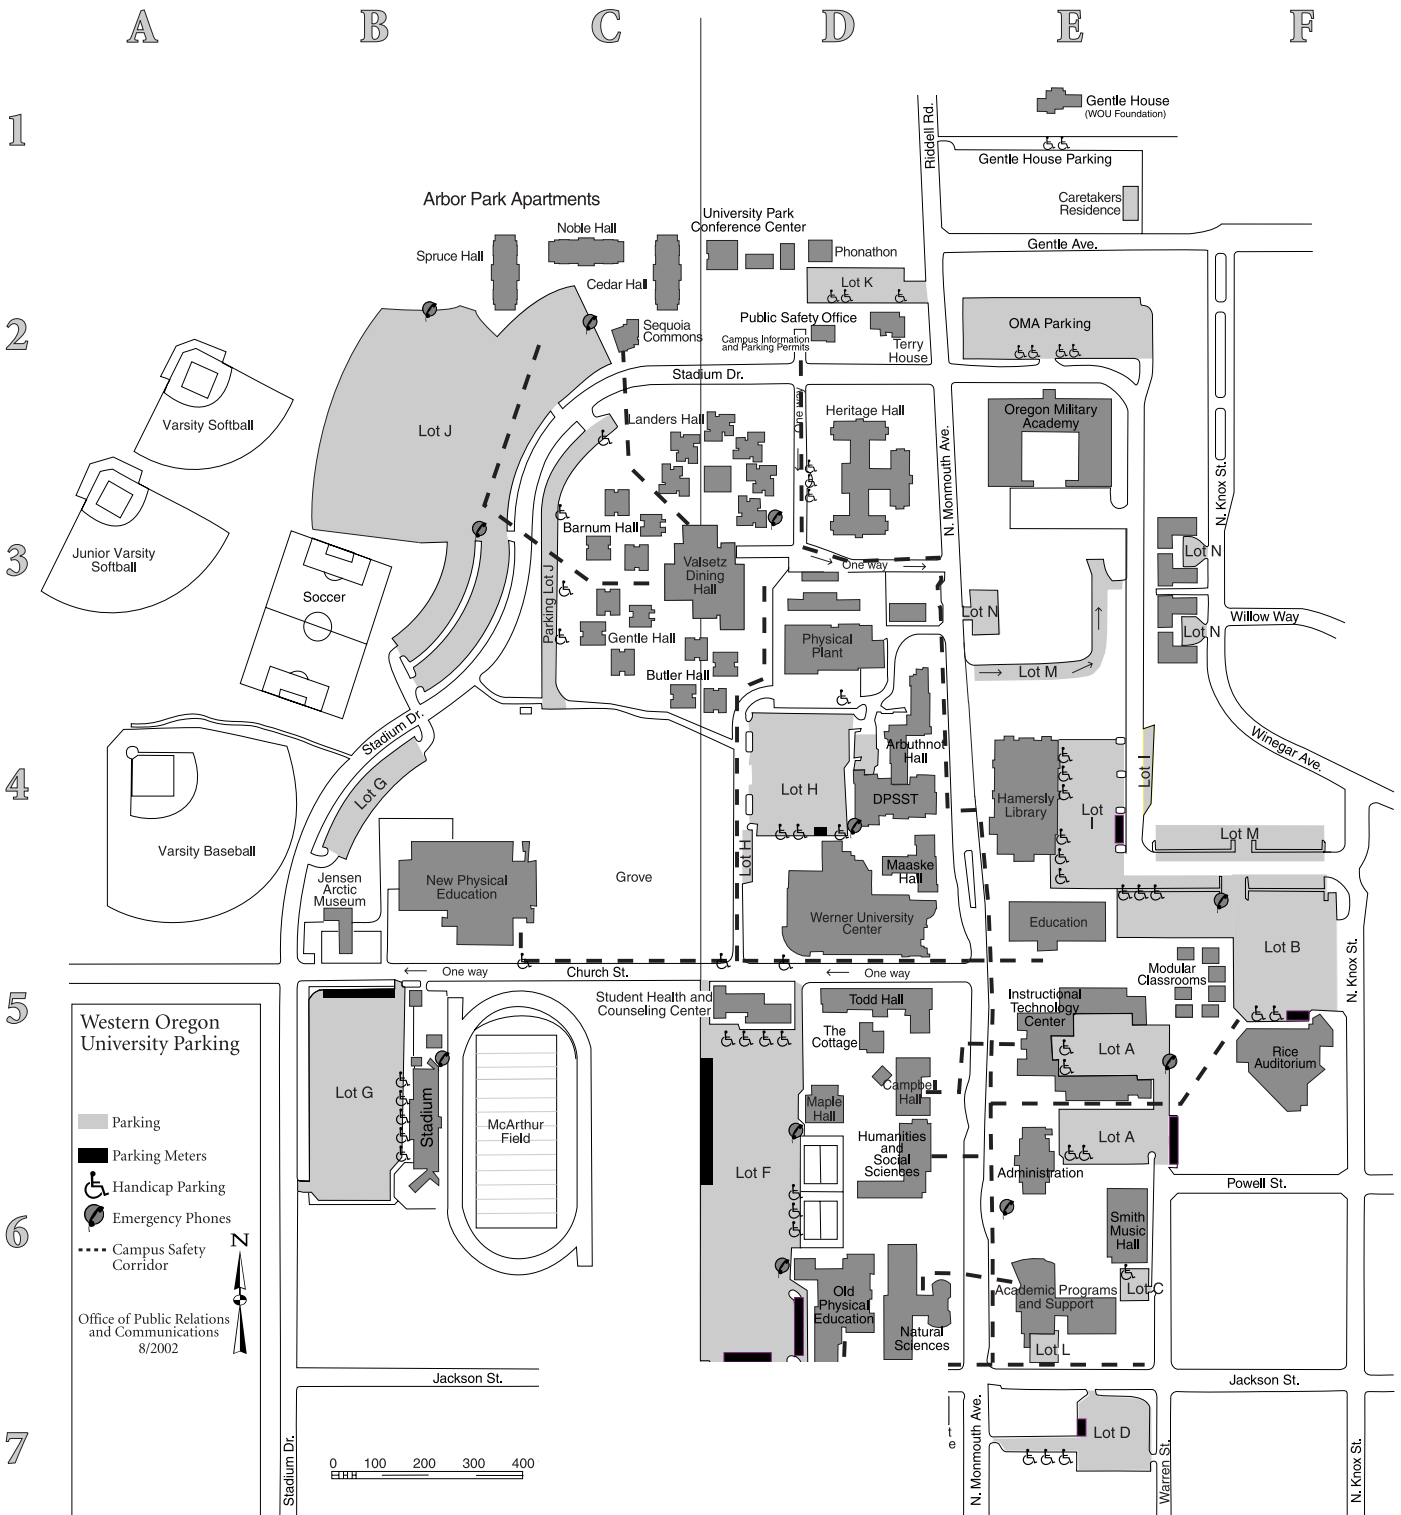 A B C D E F
1
Riddell Rd.
Gentle House
(WOU Foundation)
Gentle House Parking
Caretakers
Residence
Arbor Park Apartments
Noble Hall
Spruce Hall
Cedar Hall
University Park
Conference Center
Phonathon
Gentle Ave.
Lot K
2
Sequoia
Commons
Public Safety Office
Campus Information
and Parking Permits
Terry
House
OMA Parking
Stadium Dr.
Varsity Softball
Lot J
Landers Hall
One way
Heritage Hall
N. Monmouth Ave.
Oregon Military
Academy
N. Knox St.
3
Junior Varsity
Softball
Soccer
Barnum Hall
Valsetz
Dining
Hall
One way
Lot N
Lot N
Lot N
Willow Way
Parking Lot J
Gentle Hall
Butler Hall
Physical
Plant
Lot M
Stadium Dr.
Winegar Ave.
4
Lot G
Arbuthnot
Hall
Lot H
DPSST
Hamersly
Library
Lot
I
Lot I
Lot M
Varsity Baseball
Jensen
Arctic
Museum
New Physical
Education
Grove
Lot H
Maaske
Hall
Werner University
Center
Education
Lot B
N. Knox St.
One way
Church St.
One way
Modular
Classrooms
5
Western Oregon
University Parking
Student Health and
Counseling Center
Todd Hall
The
Cottage
Instructional
Technology
Center
Lot A
Rice
Auditorium
Lot G
Stadium
McArthur
Field
Maple
Hall
Campbell
Hall
Parking
Parking Meters
Handicap Parking
Emergency Phones
Campus Safety
Corridor
Humanities
and
Social
Sciences
Lot F
Lot A
Administration
Powell St.
6
N
Smith
Music
Hall
Office of Public Relations
and Communications
8/2002
Old
Physical
Education
Natural
Sciences
Academic Programs
and Support
Lot C
Lot L
Jackson St.
Jackson St.
7
Stadium Dr.
0 100 200 300 400
t
e
N. Monmouth Ave.
Lot D
Warren St.
N. Knox St.